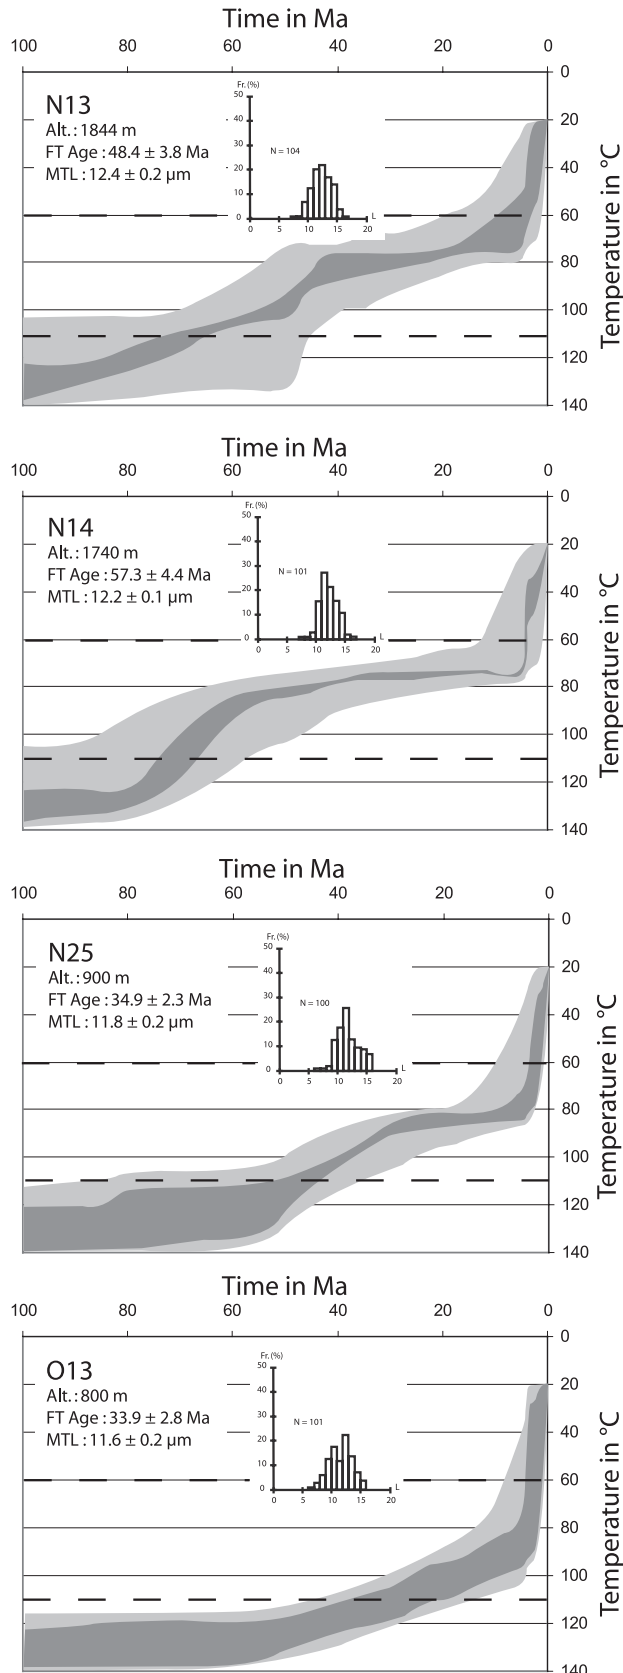 Time in Ma
100 80 60 40 20 0
0
N13
Alt.: 1844 m
FT Age : 48.4 ± 3.8 Ma
MTL : 12.4 ± 0.2 µm
Fr. (%)
50
40
30
20
10
0
N = 104
0 5 10 15 20 L
20
40
60
80
100
120
140
Temperature in °C
Time in Ma
100 80 60 40 20 0
0
N14
Alt.: 1740 m
FT Age : 57.3 ± 4.4 Ma
MTL : 12.2 ± 0.1 µm
Fr. (%)
50
40
30
20
10
0
N = 101
0 5 10 15 20 L
20
40
60
80
100
120
140
Temperature in °C
Time in Ma
100 80 60 40 20 0
0
N25
Alt.: 900 m
FT Age : 34.9 ± 2.3 Ma
MTL : 11.8 ± 0.2 µm
Fr. (%)
50
40
30
20
10
0
N = 100
0 5 10 15 20 L
20
40
60
80
100
120
140
Temperature in °C
Time in Ma
100 80 60 40 20 0
0
O13
Alt.: 800 m
FT Age : 33.9 ± 2.8 Ma
MTL : 11.6 ± 0.2 µm
Fr. (%)
50
40
30
20
10
0
N = 101
0 5 10 15 20 L
20
40
60
80
100
120
140
Temperature in °C